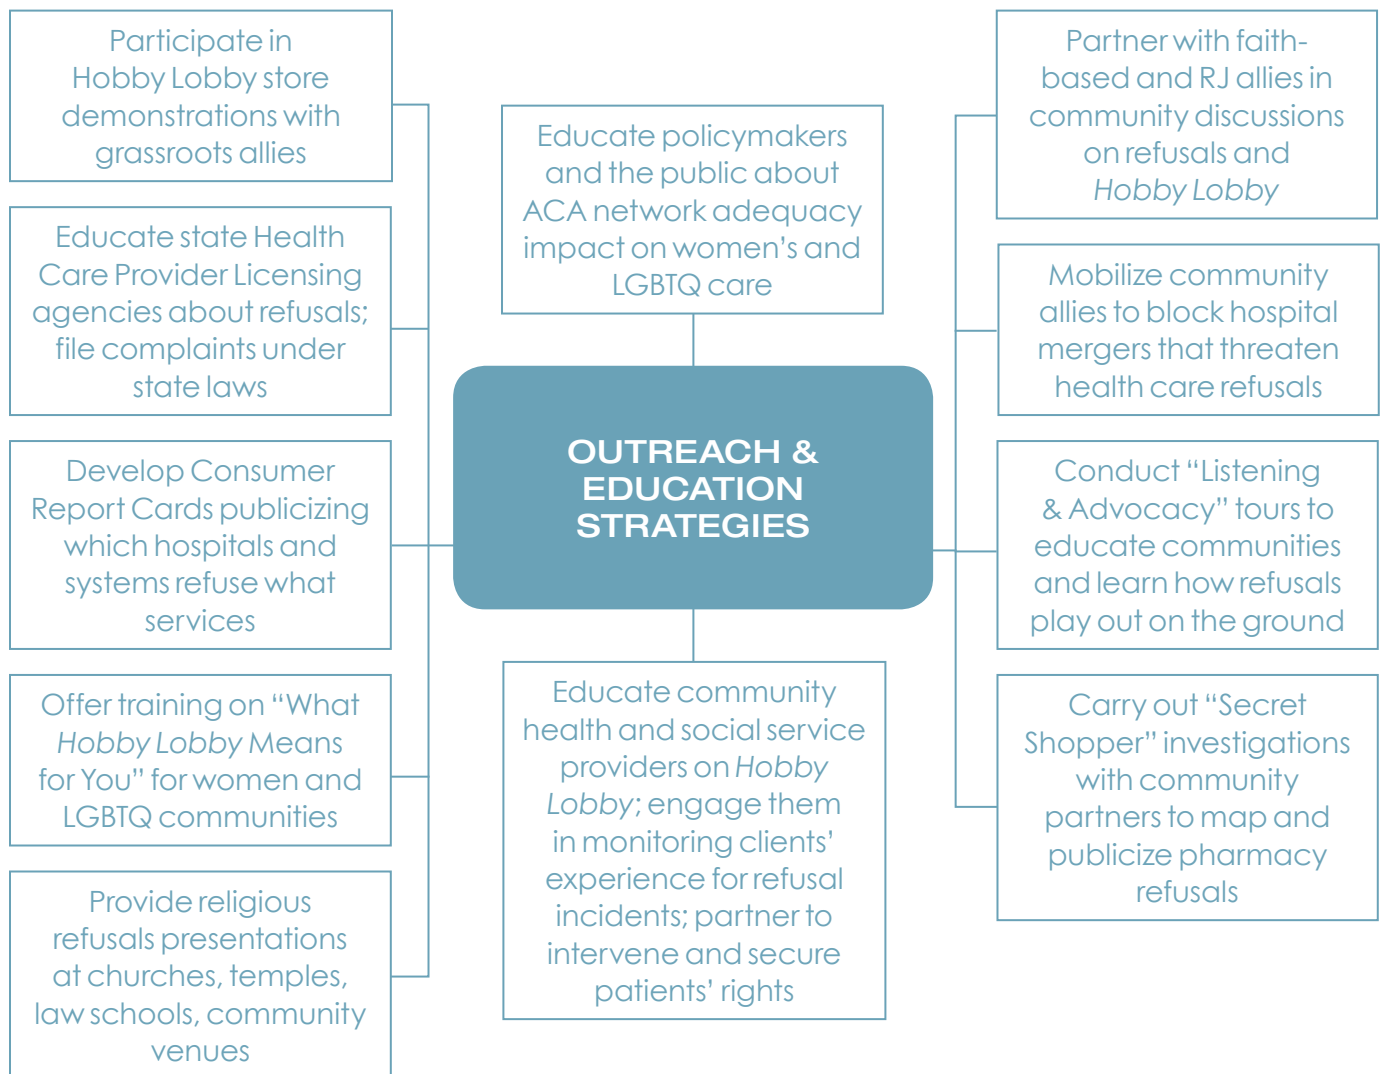 Participate in
Hobby Lobby store
demonstrations with
grassroots allies
Educate state Health
Care Provider Licensing
agencies about refusals;
file complaints under
state laws
Develop Consumer
Report Cards publicizing
which hospitals and
systems refuse what
services
Offer training on “What
Hobby Lobby Means
for You” for women and
LGBTQ communities
Provide religious
refusals presentations
at churches, temples,
law schools, community
venues
Educate policymakers
and the public about
ACA network adequacy
impact on women’s and
LGBTQ care
OUTREACH &
EDUCATION
STRATEGIES
Educate community
health and social service
providers on Hobby
Lobby; engage them
in monitoring clients’
experience for refusal
incidents; partner to
intervene and secure
patients’ rights
Partner with faith-
based and RJ allies in
community discussions
on refusals and
Hobby Lobby
Mobilize community
allies to block hospital
mergers that threaten
health care refusals
Conduct “Listening
& Advocacy” tours to
educate communities
and learn how refusals
play out on the ground
Carry out “Secret
Shopper” investigations
with community
partners to map and
publicize pharmacy
refusals